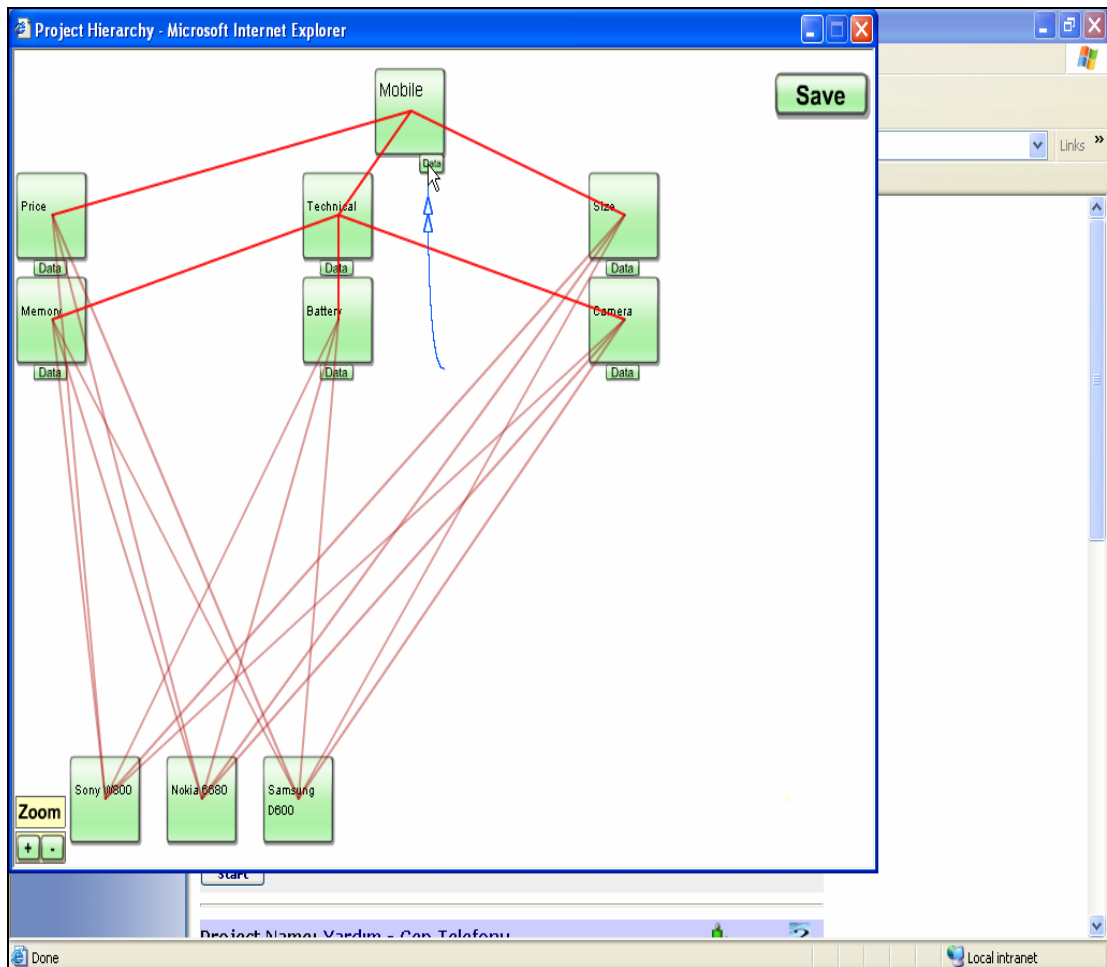 Project Hierarchy - Microsoft Internet Explorer
Mobile
Save
Data
Links
Price
Technical
Size
Data
Data
Data
Memory
Battery
Camera
Data
Data
Data
Sony W800
Nokia 6680
Samsung
D600
Zoom
+ -
Start
Project Name: Yardım - Cep Telefonu
Done
Local intranet